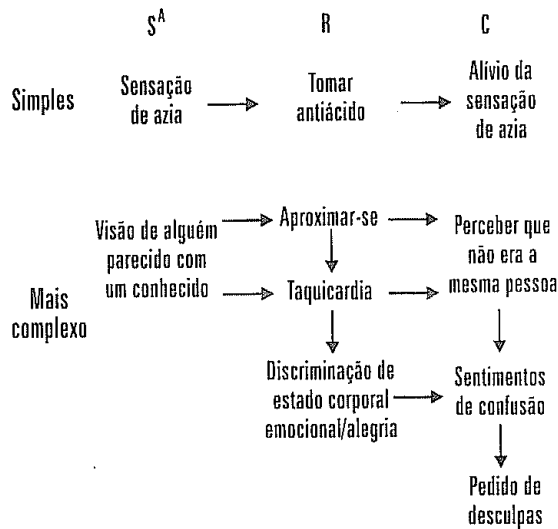 S^A R C
Simples
Sensação
de azia
Tomar
antiácido
Alívio da
sensação
de azia
Mais
complexo
Visão de alguém
parecido com
um conhecido
Aproximar-se
Taquicardia
Discriminação de
estado corporal
emocional/alegria
Perceber que
não era a
mesma pessoa
Sentimentos
de confusão
Pedido de
desculpas